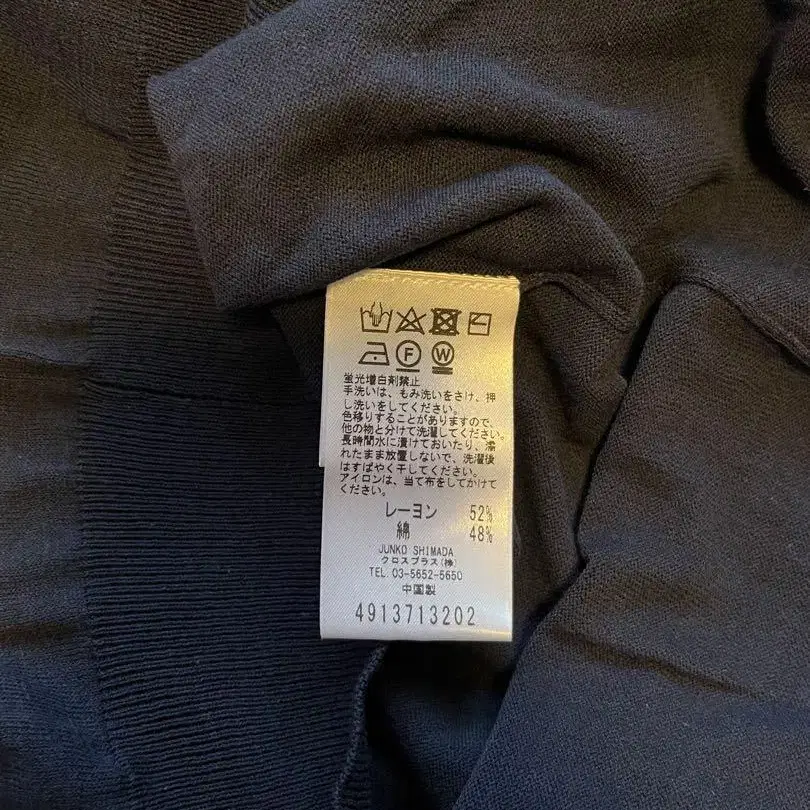 F W
蛍光増白剤禁止
手洗いは、もみ洗いをさけ、押
し洗いをしてください。
色移りすることがありますので、
他の物と分けて洗濯してください。
長時間水に漬けておいたり、濡
れたまま放置しないで、洗濯後
はすばやく干してください。
アイロンは、当て布をしてかけて
ください。
レーヨン 52%
綿 48%
JUNKO SHIMADA
クロスプラス(株)
TEL.03-5652-5650
中国製
4913713202